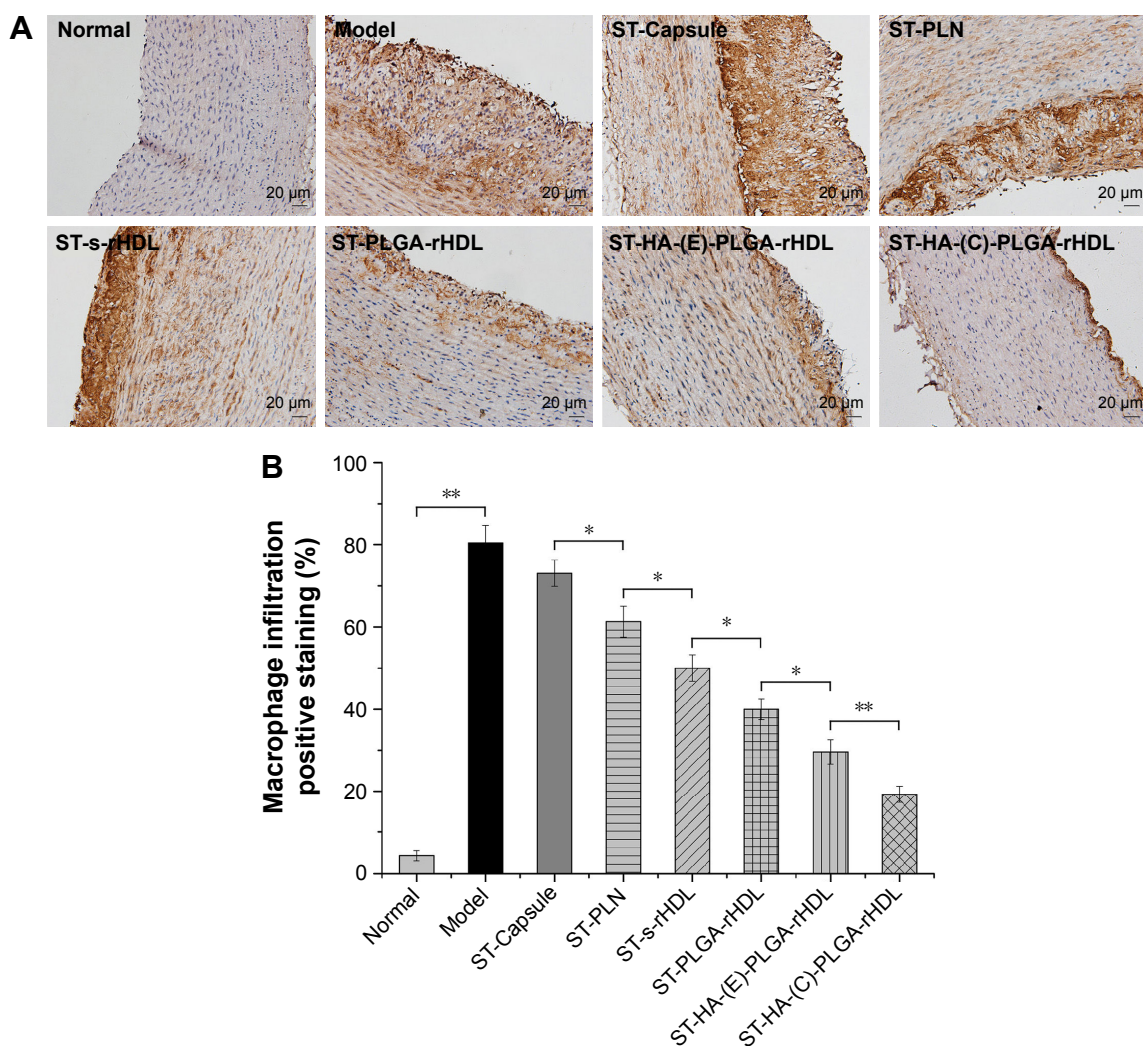 A
Normal
Model
ST-Capsule
ST-PLN
20 µm
20 µm
20 µm
20 µm
ST-s-rHDL
ST-PLGA-rHDL
ST-HA-(E)-PLGA-rHDL
ST-HA-(C)-PLGA-rHDL
20 µm
20 µm
20 µm
20 µm
B
Macrophage infiltration
positive staining (%)
100
80
60
40
20
0
**
*
*
*
*
**
Normal
Model
ST-Capsule
ST-PLN
ST-s-rHDL
ST-PLGA-rHDL
ST-HA-(E)-PLGA-rHDL
ST-HA-(C)-PLGA-rHDL